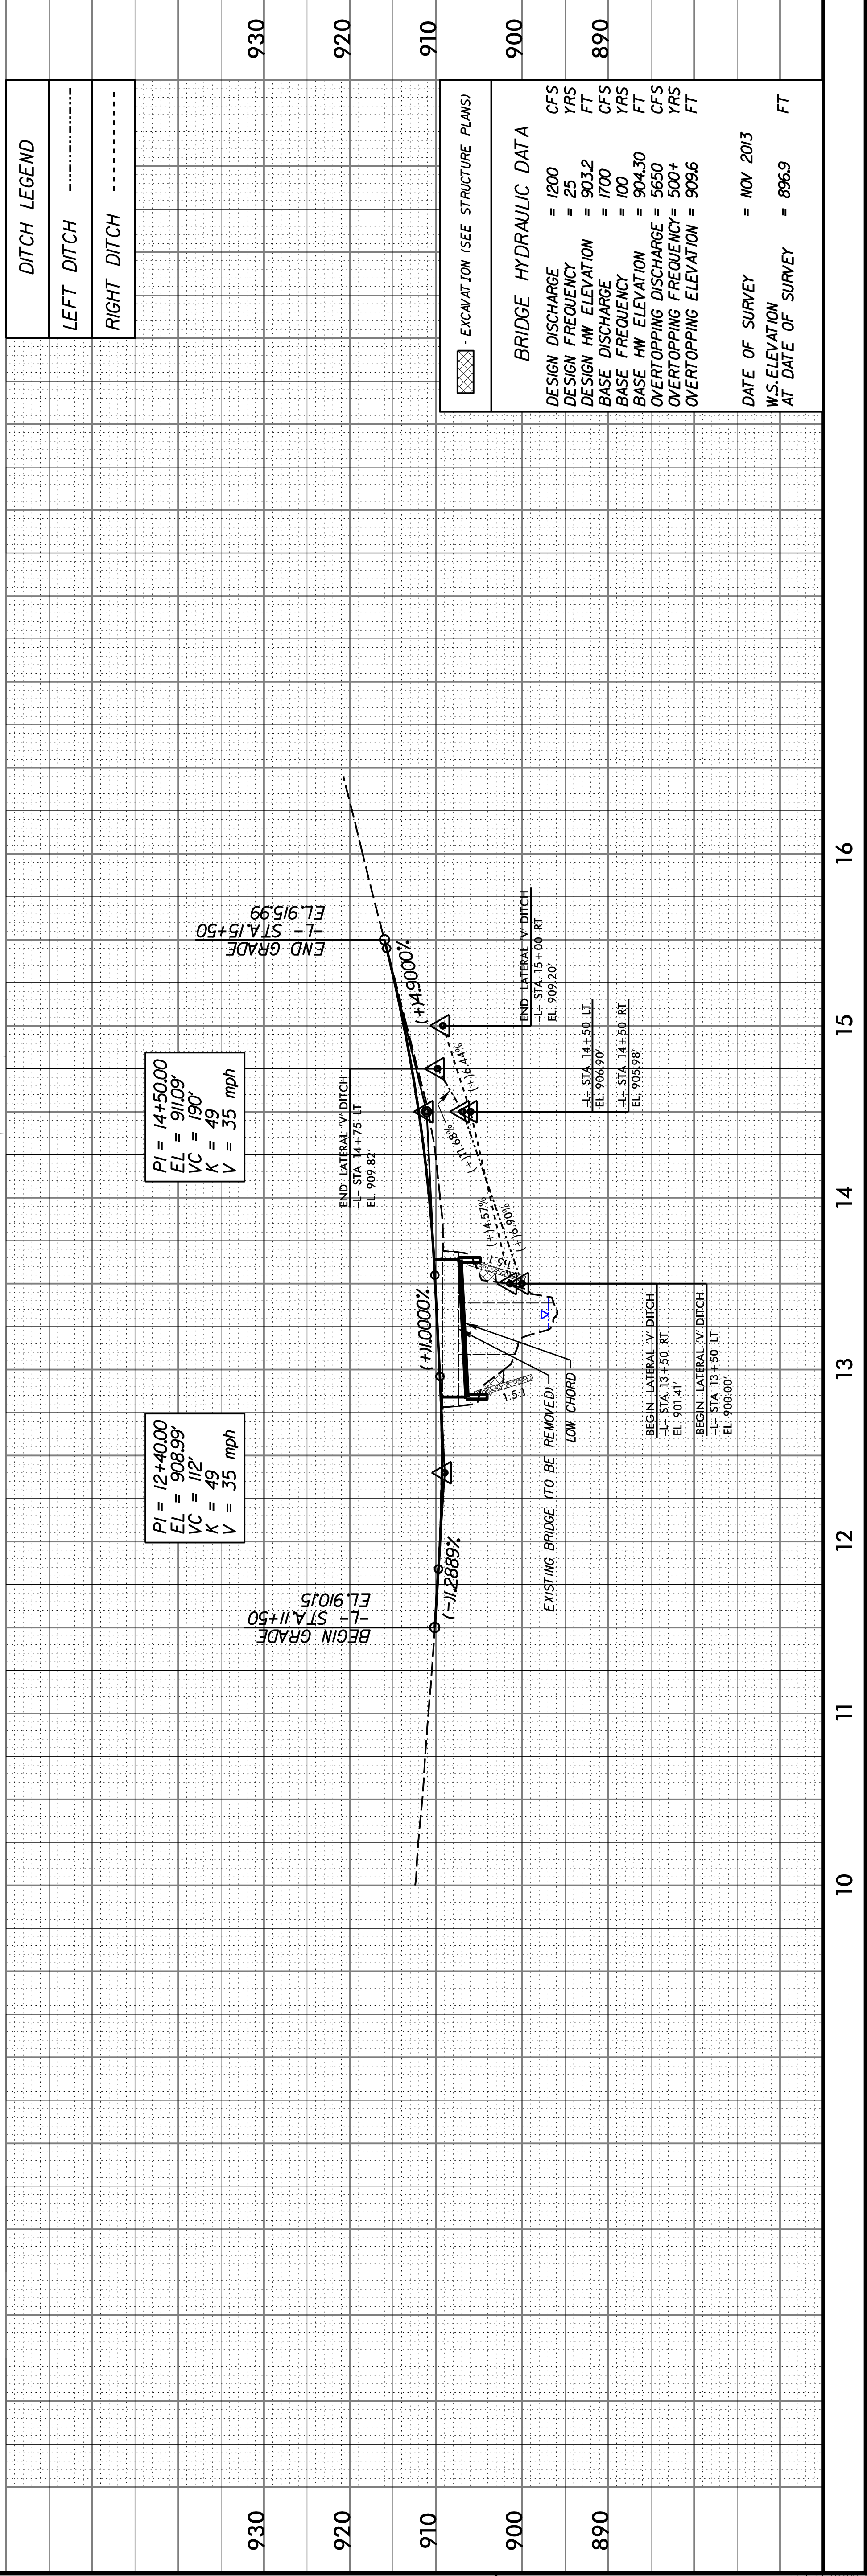 DITCH LEGEND
LEFT DITCH
RIGHT DITCH
930
920
910
900
890
930
920
910
900
890
PI = 12+40.00
EL = 908.99'
VC = 112'
K = 49
V = 35 mph
PI = 14+50.00
EL = 911.09'
VC = 190'
K = 49
V = 35 mph
BEGIN GRADE
-L- STA. 11+50
EL. 910.15
END GRADE
-L- STA. 15+50
EL. 915.99
(-)1.2889%
(+)1.0000%
(+)4.9000%
END LATERAL 'V' DITCH
-L- STA 14+75 LT
EL. 909.82'
END LATERAL 'V' DITCH
-L- STA. 15+00 RT
EL. 909.20'
-L- STA 14+50 LT
EL. 906.90'
-L- STA 14+50 RT
EL. 905.98'
(+)11.68%
(+)6.44%
(+)4.57%
(+)6.90%
1.5:1
1.5:1
EXISTING BRIDGE (TO BE REMOVED)
LOW CHORD
BEGIN LATERAL 'V' DITCH
-L- STA. 13+50 RT
EL. 901.41'
BEGIN LATERAL 'V' DITCH
-L- STA 13+50 LT
EL. 900.00'
- EXCAVATION (SEE STRUCTURE PLANS)
BRIDGE HYDRAULIC DATA
DESIGN DISCHARGE = 1200 CFS
DESIGN FREQUENCY = 25 YRS
DESIGN HW ELEVATION = 903.2 FT
BASE DISCHARGE = 1700 CFS
BASE FREQUENCY = 100 YRS
BASE HW ELEVATION = 904.30 FT
OVERTOPPING DISCHARGE = 5650 CFS
OVERTOPPING FREQUENCY = 500+ YRS
OVERTOPPING ELEVATION = 909.6 FT
DATE OF SURVEY = NOV 2013
W.S. ELEVATION
AT DATE OF SURVEY = 896.9 FT
10 11 12 13 14 15 16